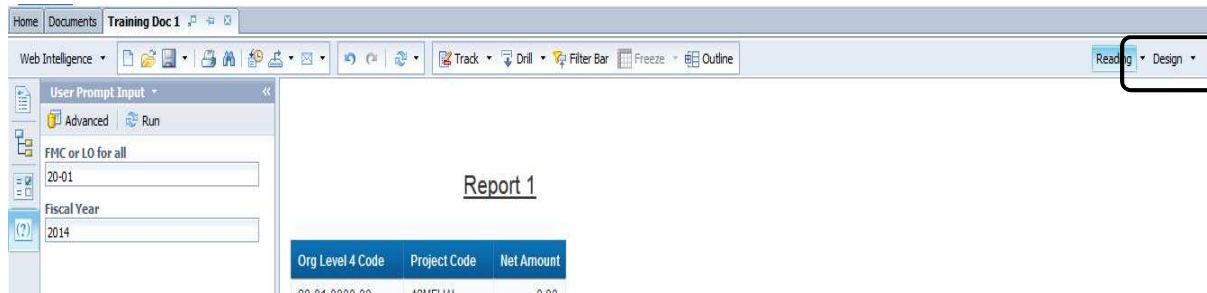 Home Documents Training Doc 1
Web Intelligence Track Drill Filter Bar Freeze Outline Reading Design
User Prompt Input
Advanced Run
FMC or LO for all
20-01
Report 1
Fiscal Year
2014
Org Level 4 Code Project Code Net Amount